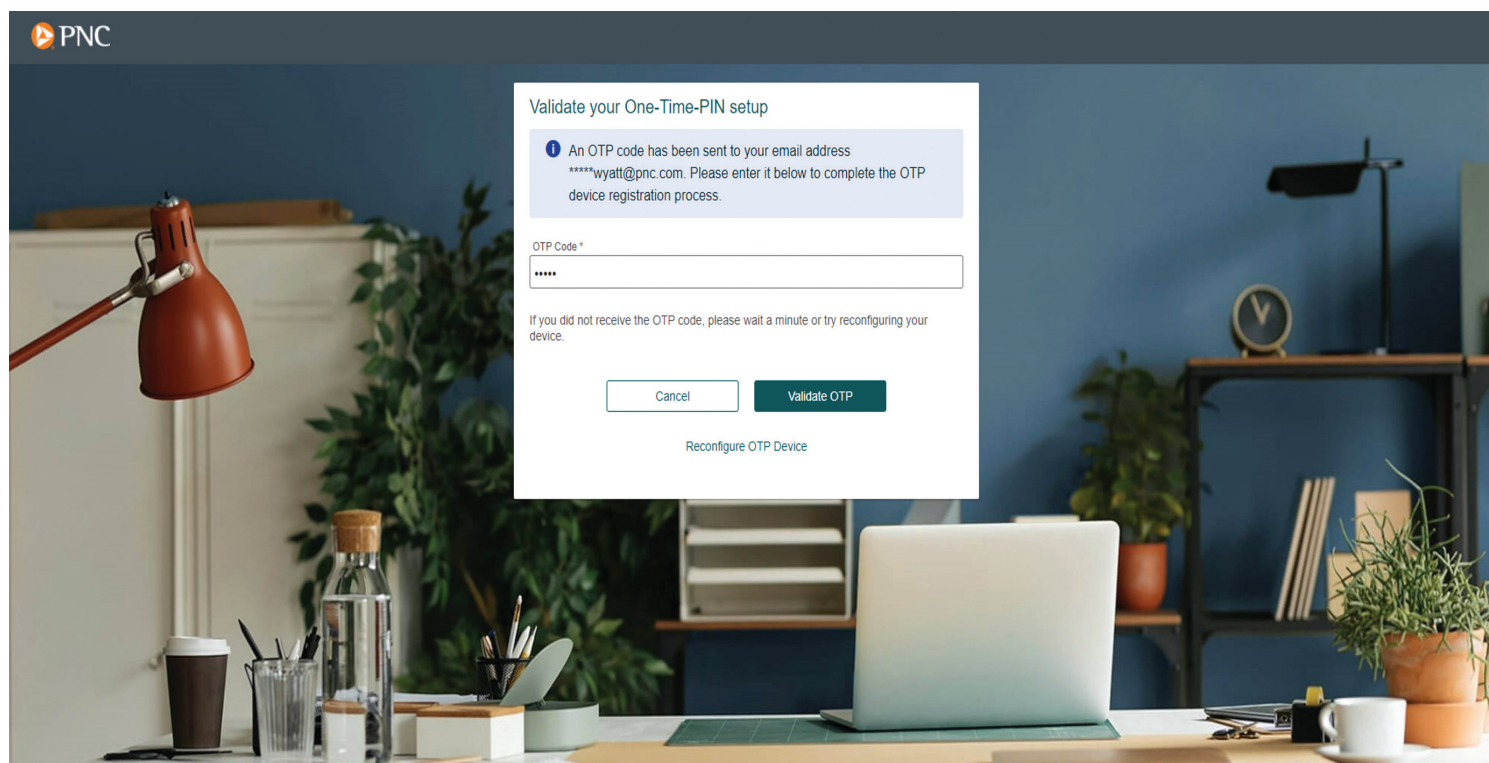 PNC
Validate your One-Time-PIN setup
An OTP code has been sent to your email address
*****wyatt@pnc.com. Please enter it below to complete the OTP
device registration process.
OTP Code *
•••••
If you did not receive the OTP code, please wait a minute or try reconfiguring your
device.
Cancel
Validate OTP
Reconfigure OTP Device